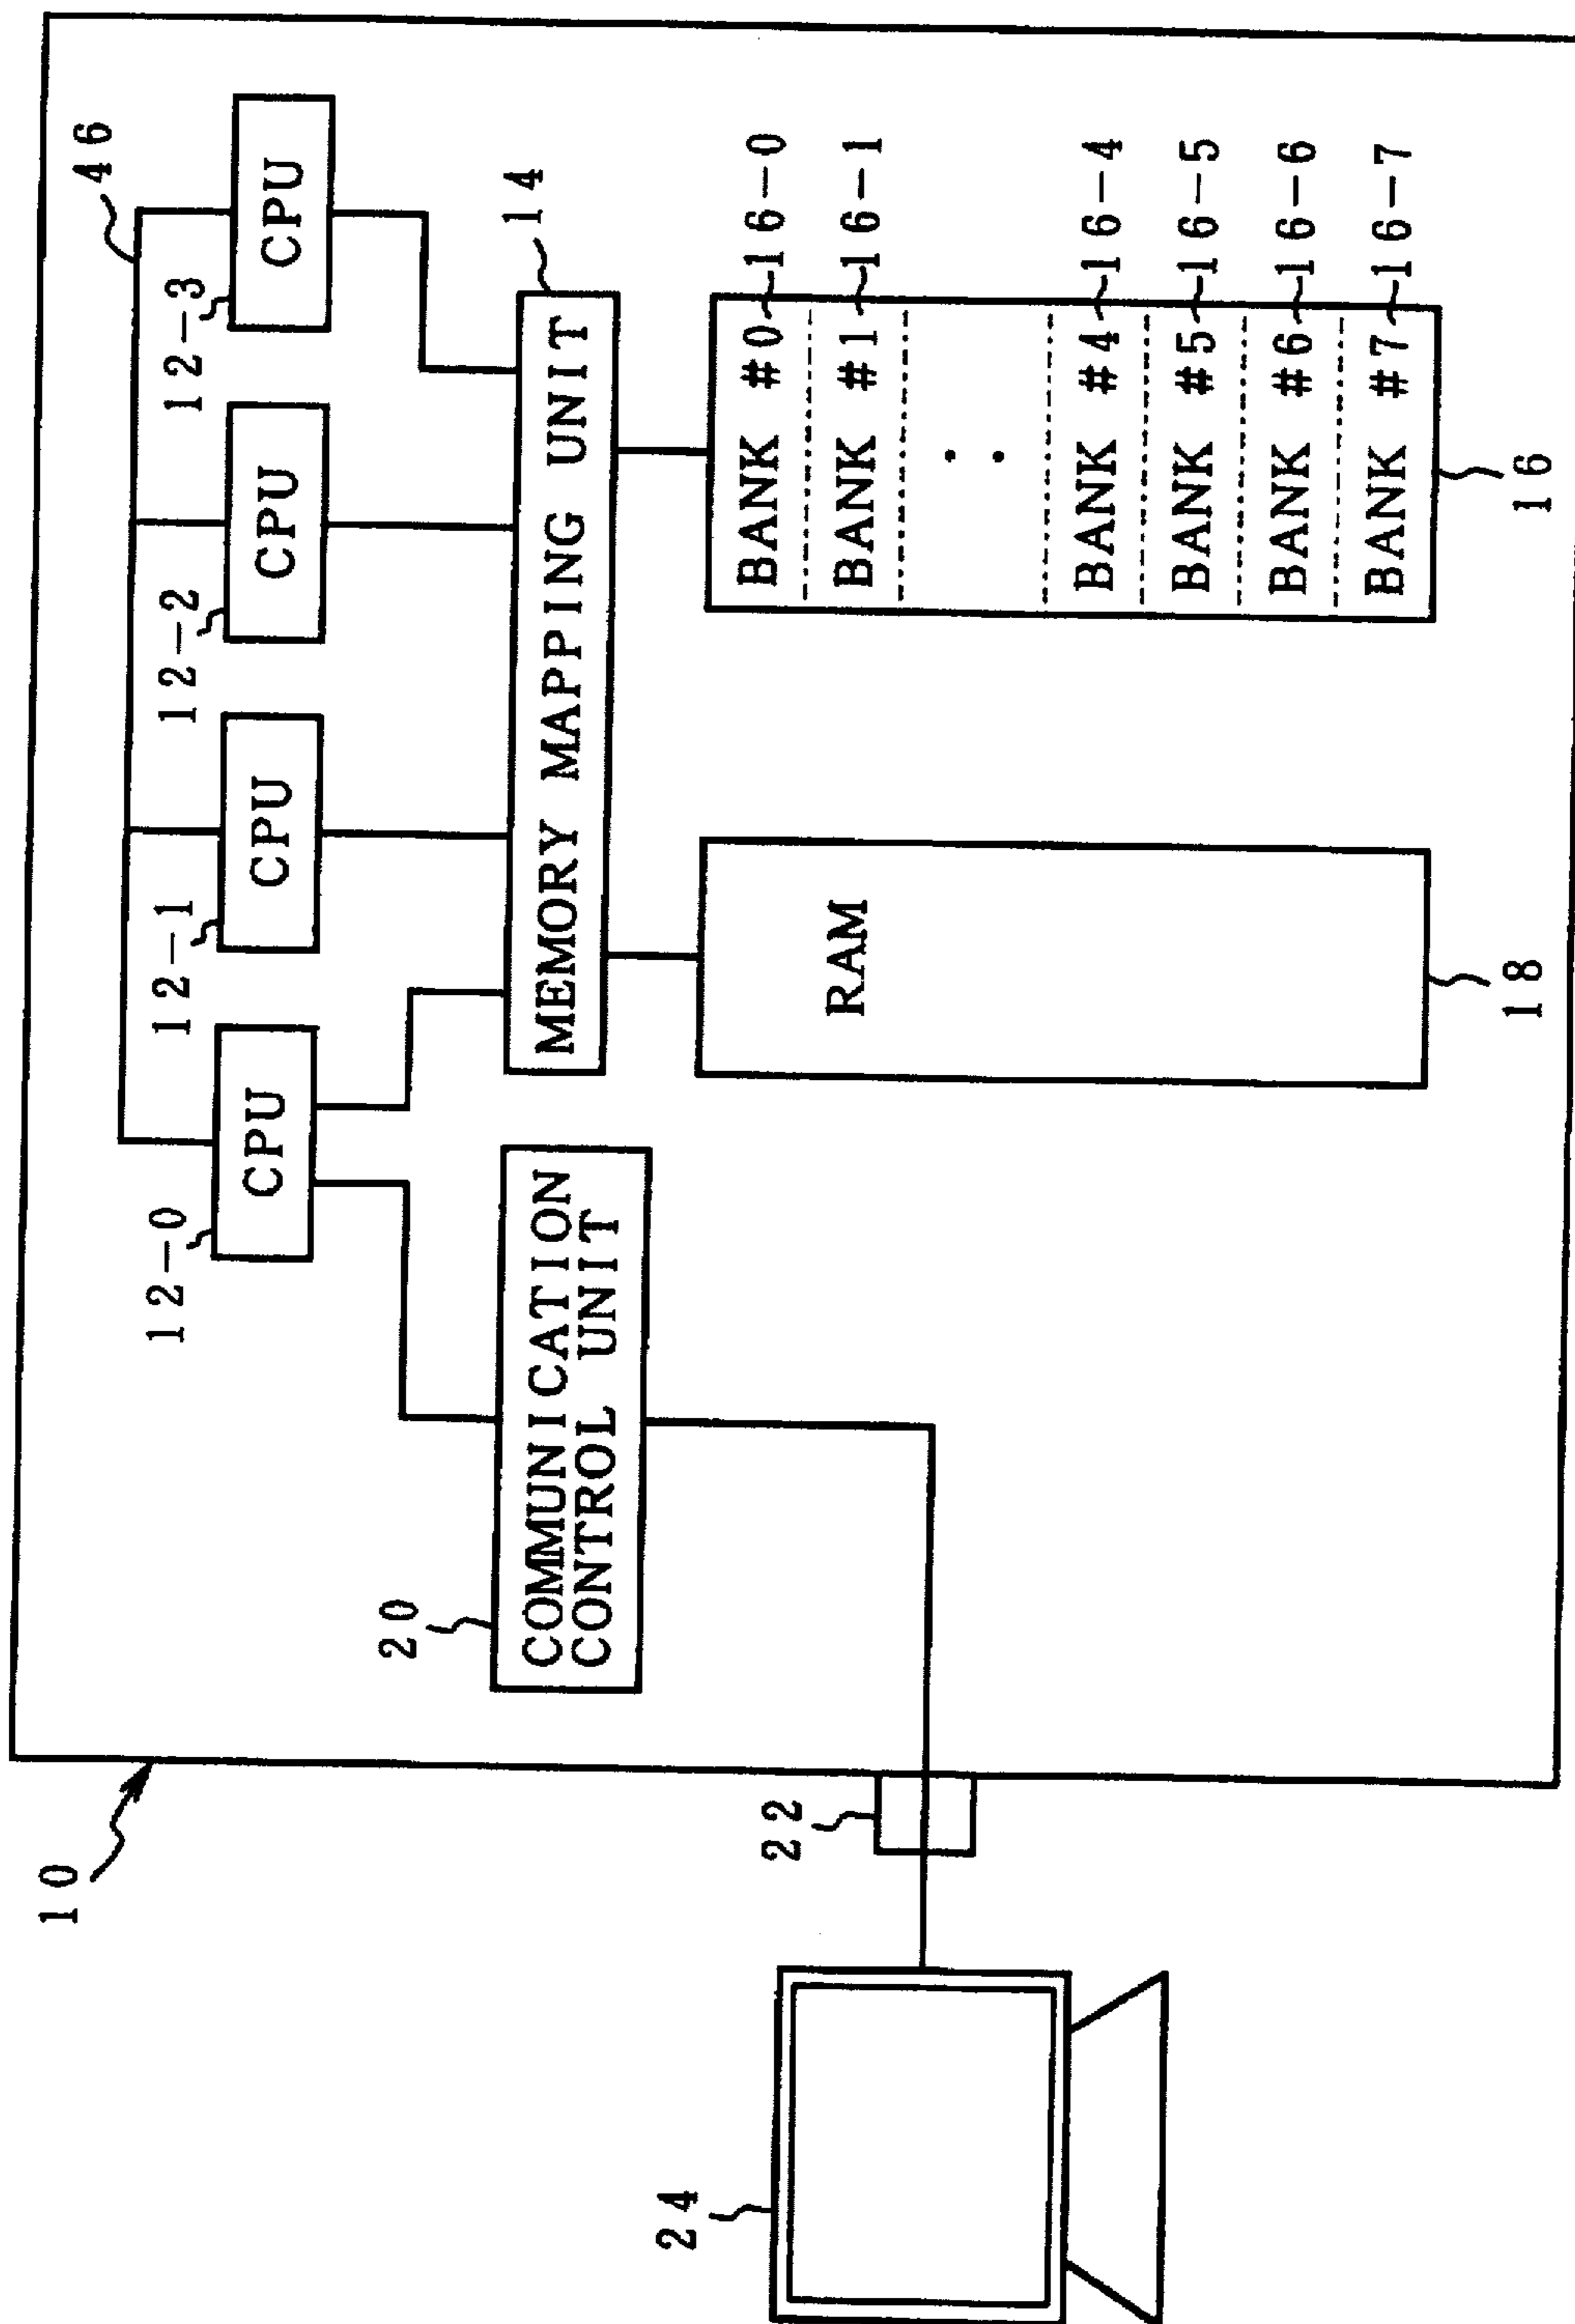 10
46
12-0
CPU
12-1
CPU
12-2
CPU
12-3
CPU
20
COMMUNICATION
CONTROL UNIT
14
MEMORY MAPPING UNIT
22
24
RAM
18
BANK #0
16-0
BANK #1
16-1
BANK #4
16-4
BANK #5
16-5
BANK #6
16-6
BANK #7
16-7
16